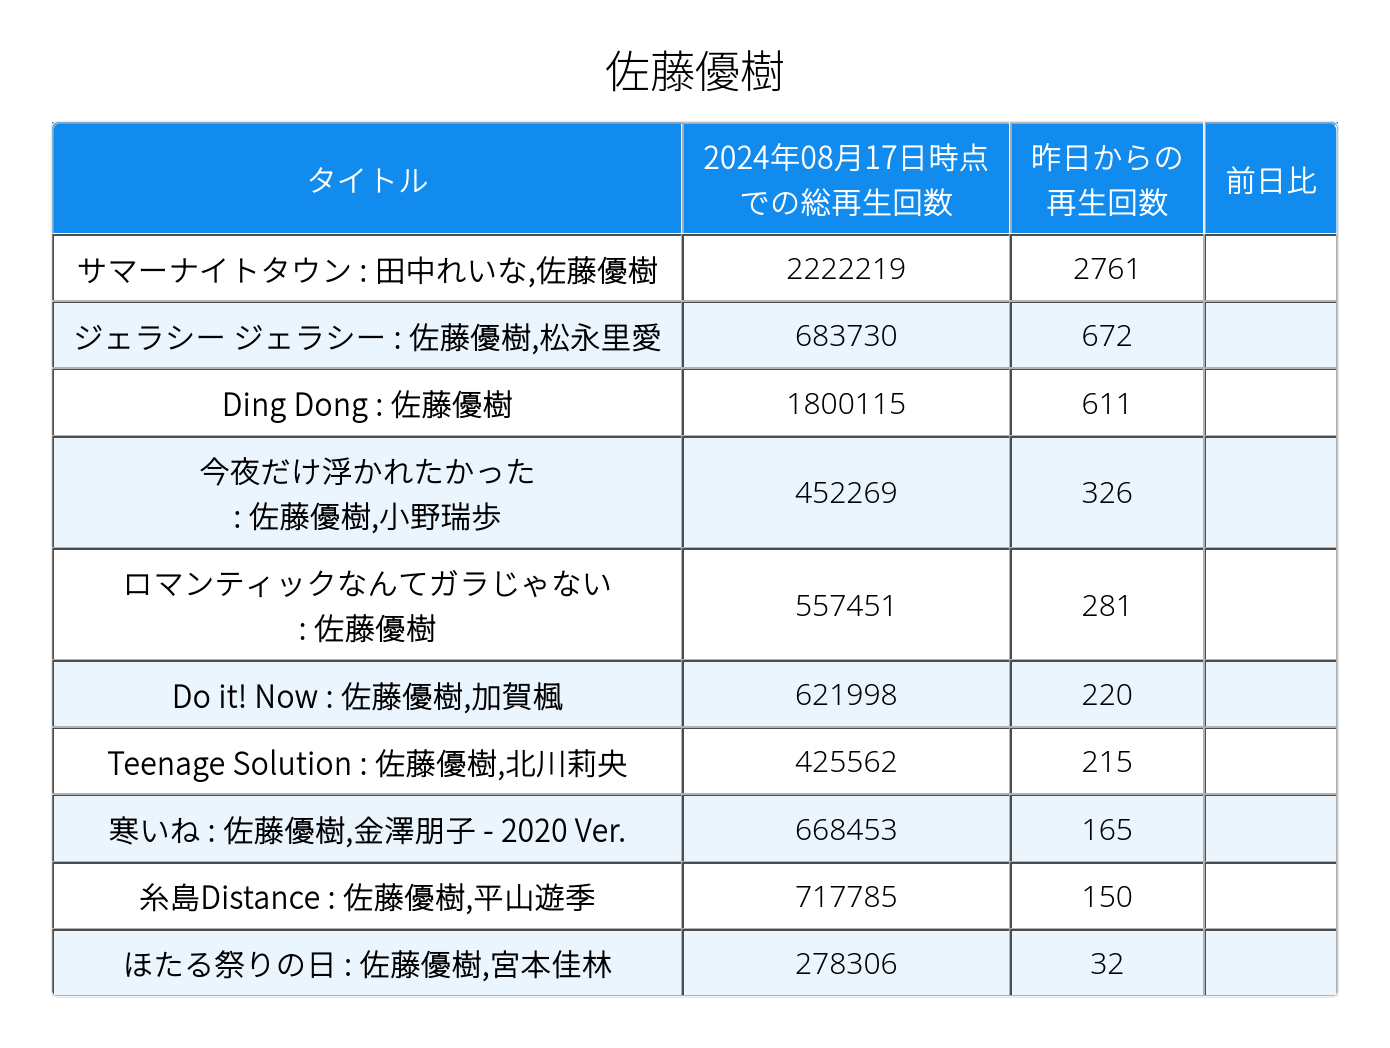 佐藤優樹
タイトル
2024年08月17日時点
での総再生回数
昨日からの
再生回数
前日比
サマーナイトタウン : 田中れいな,佐藤優樹
2222219
2761
ジェラシー ジェラシー : 佐藤優樹,松永里愛
683730
672
Ding Dong : 佐藤優樹
1800115
611
今夜だけ浮かれたかった
: 佐藤優樹,小野瑞歩
452269
326
ロマンティックなんてガラじゃない
: 佐藤優樹
557451
281
Do it! Now : 佐藤優樹,加賀楓
621998
220
Teenage Solution : 佐藤優樹,北川莉央
425562
215
寒いね : 佐藤優樹,金澤朋子 - 2020 Ver.
668453
165
糸島Distance : 佐藤優樹,平山遊季
717785
150
ほたる祭りの日 : 佐藤優樹,宮本佳林
278306
32